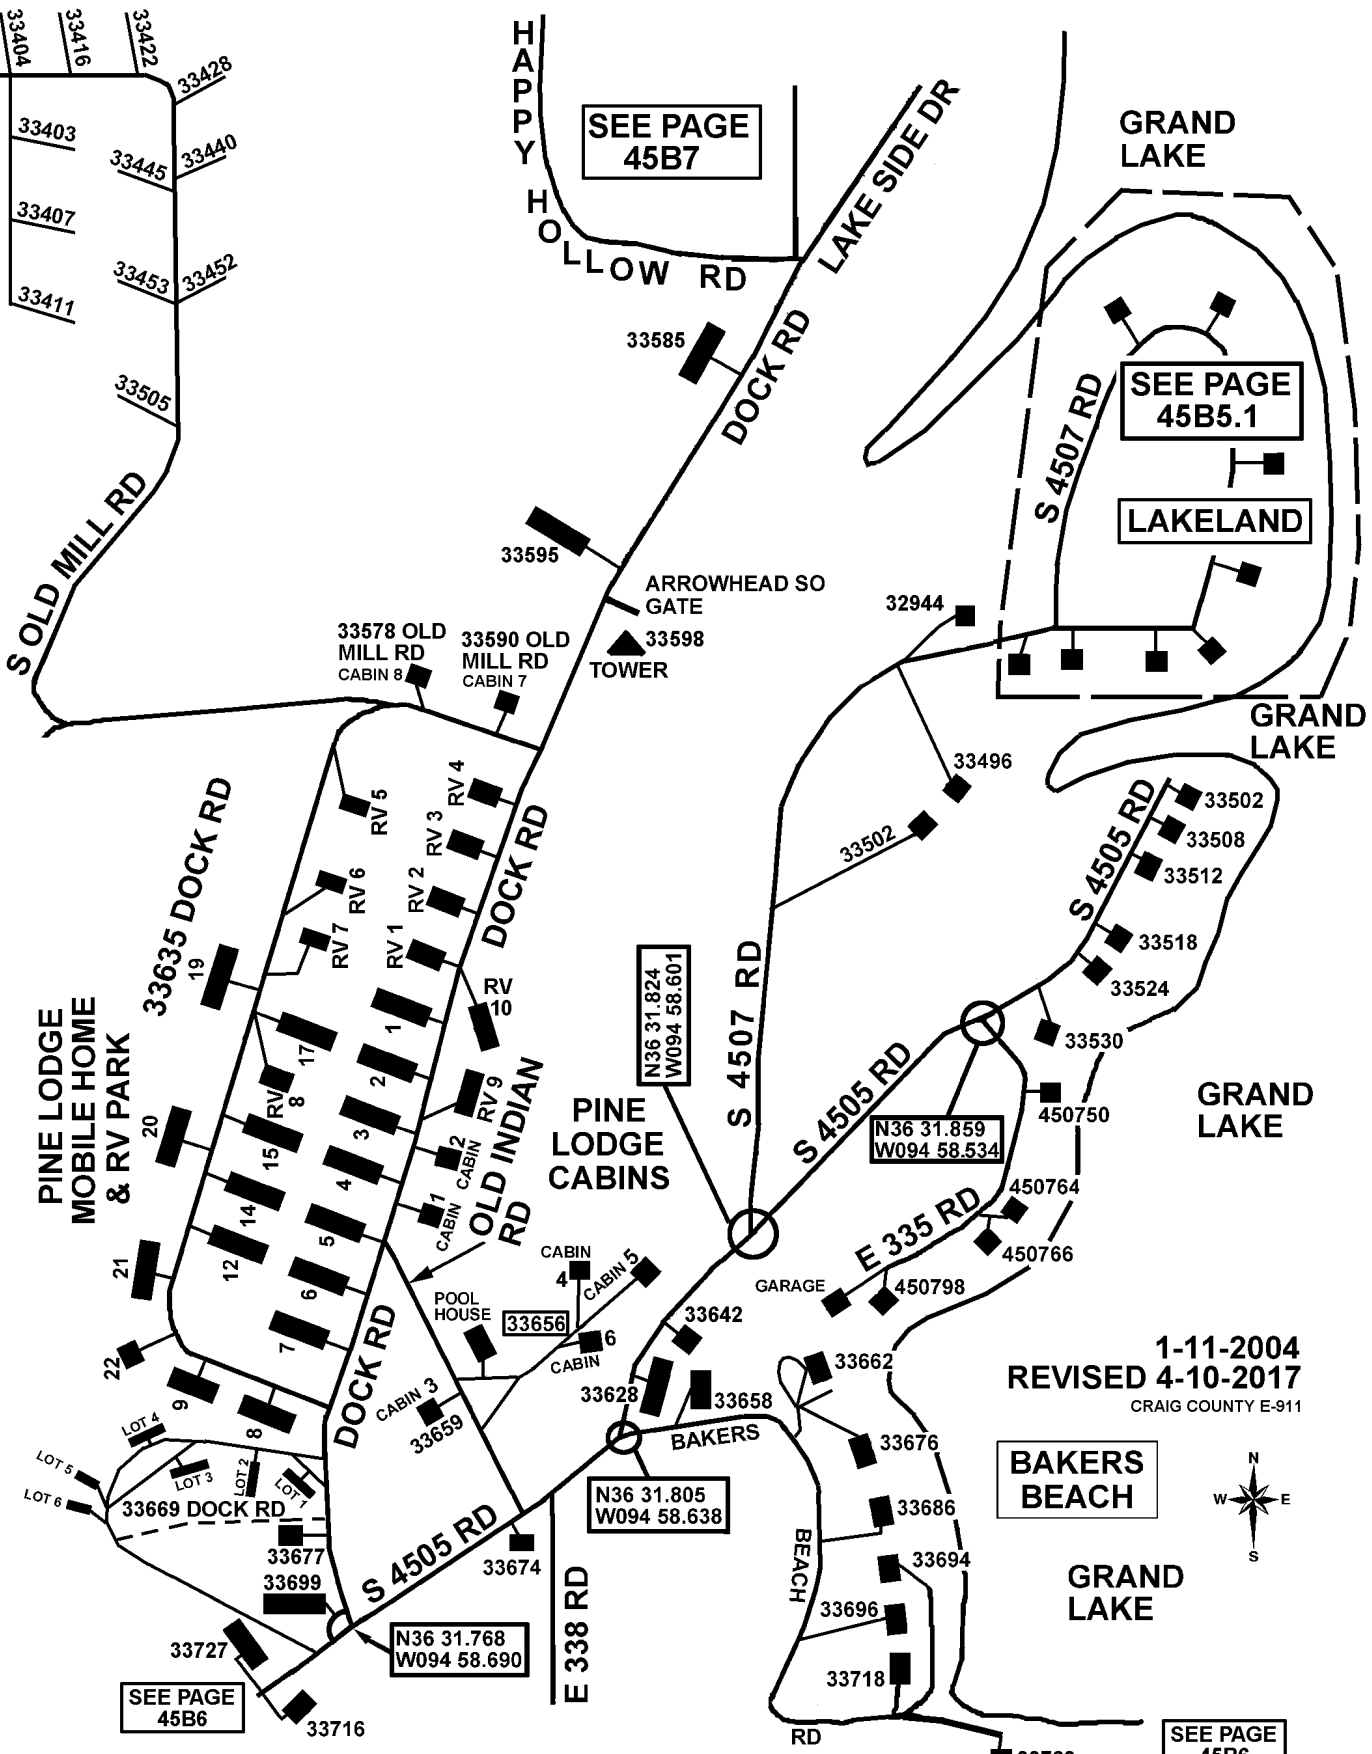 33404
33416
33422
33428
33403
33440
33445
33407
33452
33453
33411
33505
S OLD MILL RD
HAPPY HOLLOW RD
SEE PAGE
45B7
LAKE SIDE DR
GRAND
LAKE
33585
DOCK RD
S 4507 RD
SEE PAGE
45B5.1
LAKELAND
33595
ARROWHEAD SO
GATE
33598
TOWER
32944
33578 OLD
MILL RD
CABIN 8
33590 OLD
MILL RD
CABIN 7
GRAND
LAKE
33496
33502
RV 4
RV 3
RV 2
RV 1
RV 5
RV 6
RV 7
DOCK RD
33635 DOCK RD
19
S 4505 RD
33502
33508
33512
33518
33524
33530
RV
10
1
17
2
RV
8
RV 9
3
CABIN 2
4
CABIN 1
5
6
7
15
14
12
20
21
22
9
8
PINE LODGE
MOBILE HOME
& RV PARK
OLD INDIAN
RD
PINE
LODGE
CABINS
N36 31.824
W094 58.601
S 4507 RD
S 4505 RD
N36 31.859
W094 58.534
450750
GRAND
LAKE
450764
450766
E 335 RD
GARAGE
450798
CABIN
4
CABIN 5
POOL
HOUSE
33656
6
CABIN
CABIN 3
33659
33642
33628
33658
BAKERS
33662
33676
1-11-2004
REVISED 4-10-2017
CRAIG COUNTY E-911
BAKERS
BEACH
N
W
E
S
DOCK RD
LOT 4
LOT 5
LOT 3
LOT 2
LOT 1
LOT 6
33669 DOCK RD
33677
33699
S 4505 RD
33674
N36 31.805
W094 58.638
E 338 RD
33686
BEACH
33694
33696
33718
GRAND
LAKE
N36 31.768
W094 58.690
33727
SEE PAGE
45B6
33716
RD
SEE PAGE